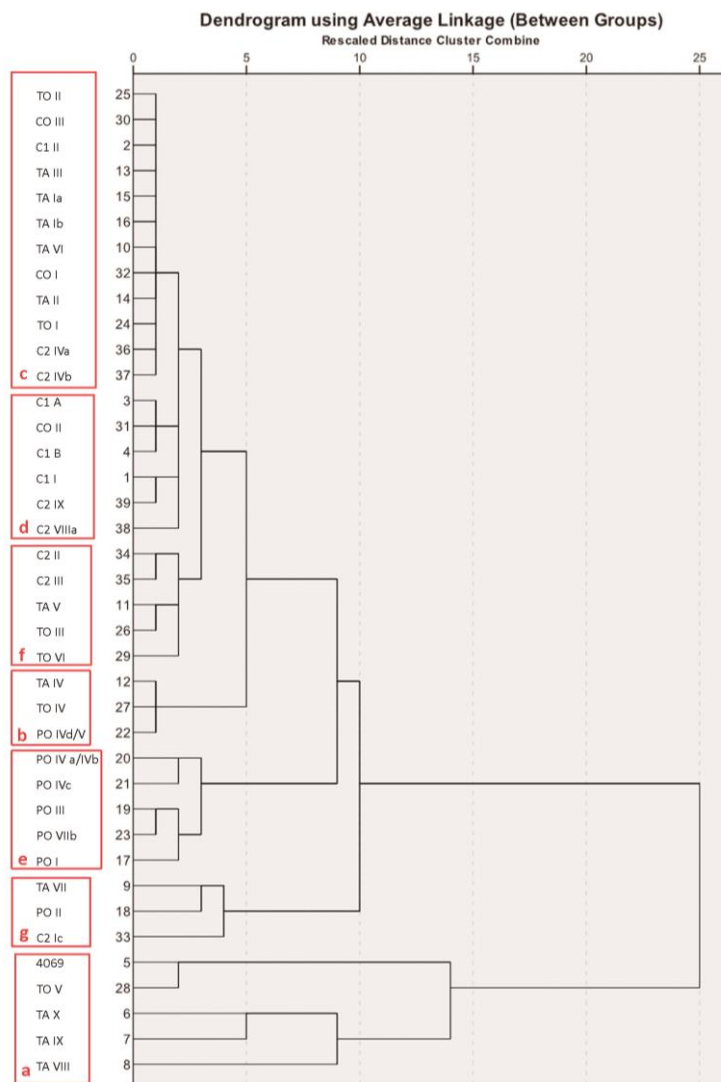 Dendrogram using Average Linkage (Between Groups)
Rescaled Distance Cluster Combine
0 5 10 15 20 25
TO II 25
CO III 30
C1 II 2
TA III 13
TA Ia 15
TA Ib 16
TA VI 10
CO I 32
TA II 14
TO I 24
C2 IVa 36
c C2 IVb 37
C1 A 3
CO II 31
C1 B 4
C1 I 1
C2 IX 39
d C2 VIIIa 38
C2 II 34
C2 III 35
TA V 11
TO III 26
f TO VI 29
TA IV 12
TO IV 27
b PO IVd/V 22
PO IV a/IVb 20
PO IVc 21
PO III 19
PO VIIb 23
e PO I 17
TA VII 9
PO II 18
g C2 Ic 33
4069 5
TO V 28
TA X 6
TA IX 7
a TA VIII 8